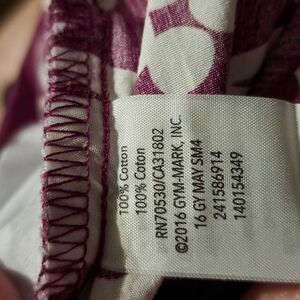 100% Cotton
100% Coton
RN70530/CA31802
©2016 GYM-MARK, INC.
16 GY MAY SM4
241586914
140154349